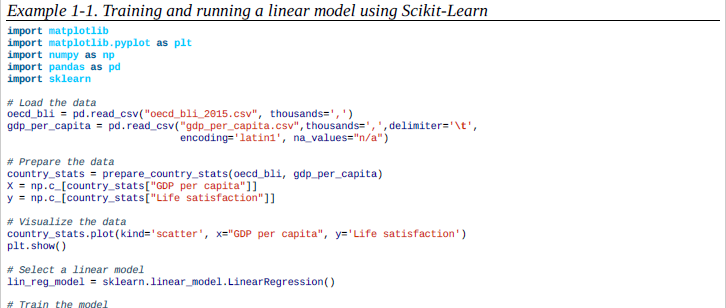 Example 1-1. Training and running a linear model using Scikit-Learn
import matplotlib
import matplotlib.pyplot as plt
import numpy as np
import pandas as pd
import sklearn
# Load the data
oecd_bli = pd.read_csv("oecd_bli_2015.csv", thousands=',')
gdp_per_capita = pd.read_csv("gdp_per_capita.csv",thousands=',',delimiter='\t',
                             encoding='latin1', na_values="n/a")
# Prepare the data
country_stats = prepare_country_stats(oecd_bli, gdp_per_capita)
X = np.c_[country_stats["GDP per capita"]]
y = np.c_[country_stats["Life satisfaction"]]
# Visualize the data
country_stats.plot(kind='scatter', x="GDP per capita", y='Life satisfaction')
plt.show()
# Select a linear model
lin_reg_model = sklearn.linear_model.LinearRegression()
# Train the model